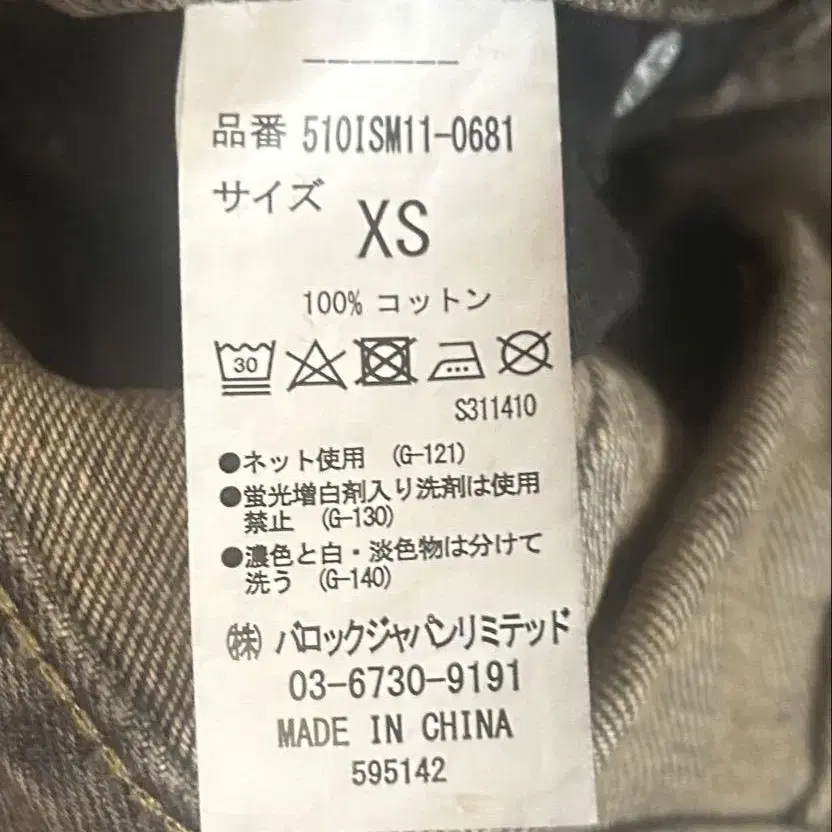 品番 510ISM11-0681
サイズ XS
100% コットン
30
S311410
●ネット使用 (G-121)
●蛍光増白剤入り洗剤は使用
禁止 (G-130)
●濃色と白・淡色物は分けて
洗う (G-140)
㈱ バロックジャパンリミテッド
03-6730-9191
MADE IN CHINA
595142